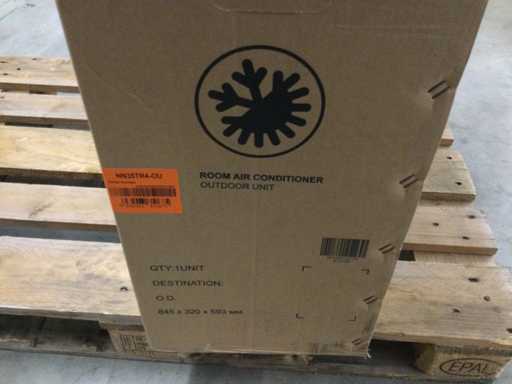 ROOM AIR CONDITIONER
OUTDOOR UNIT
QTY:1UNIT
DESTINATION:
O.D.
845 x 320 x 593 mm
EPAL